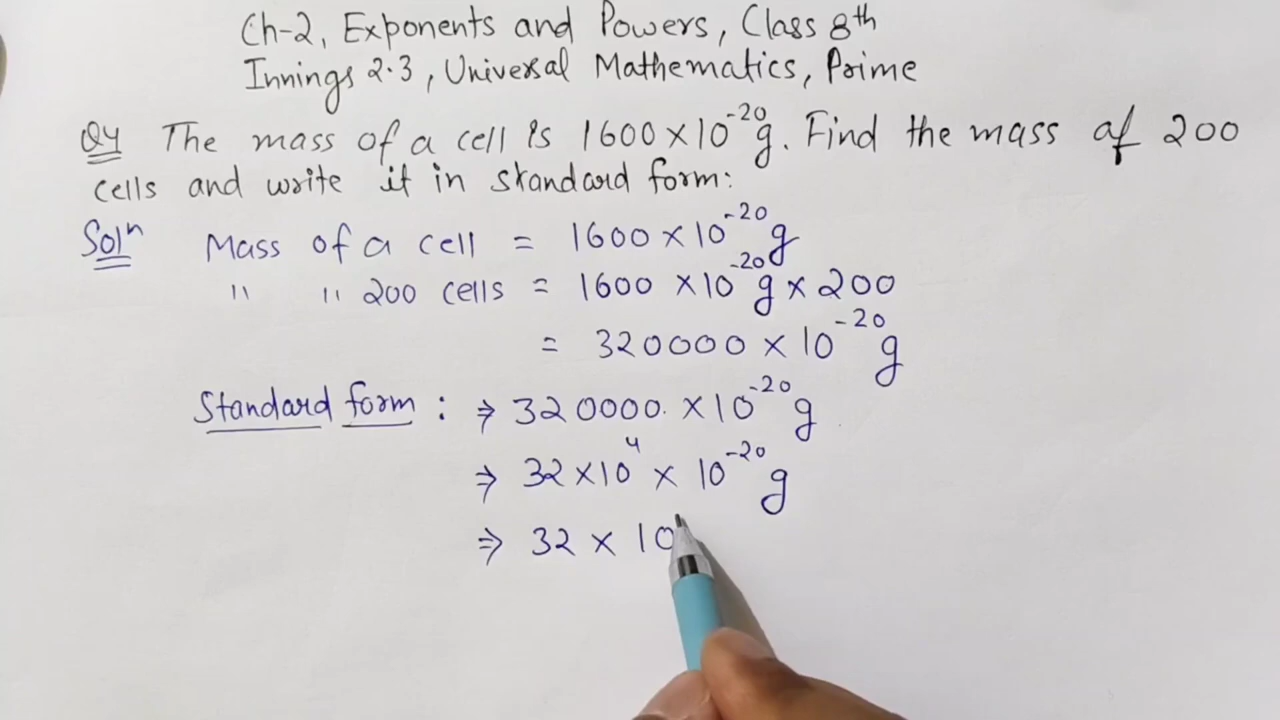 Ch-2, Exponents and Powers, Class 8th
Innings 2.3, Universal Mathematics, Prime
Q4 The mass of a cell is 1600 × 10⁻²⁰ g. Find the mass of 200
cells and write it in standard form:
Solⁿ Mass of a cell = 1600 × 10⁻²⁰ g
" " 200 cells = 1600 × 10⁻²⁰ g × 200
= 320000 × 10⁻²⁰ g
Standard form : ⇒ 320000. × 10⁻²⁰ g
⇒ 32 × 10⁴ × 10⁻²⁰ g
⇒ 32 × 10